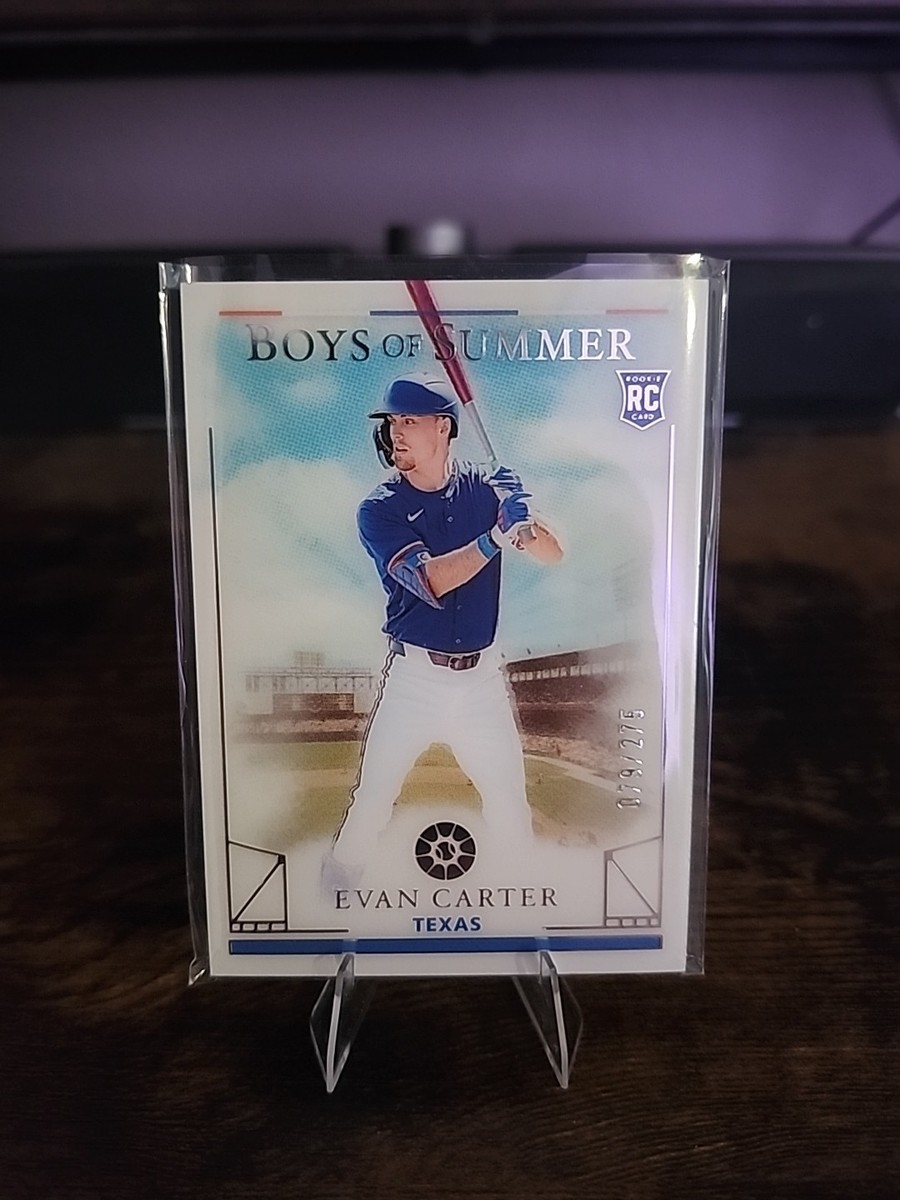 BOYS OF SUMMER
ROOKIE
RC
CARD
079/275
EVAN CARTER
TEXAS